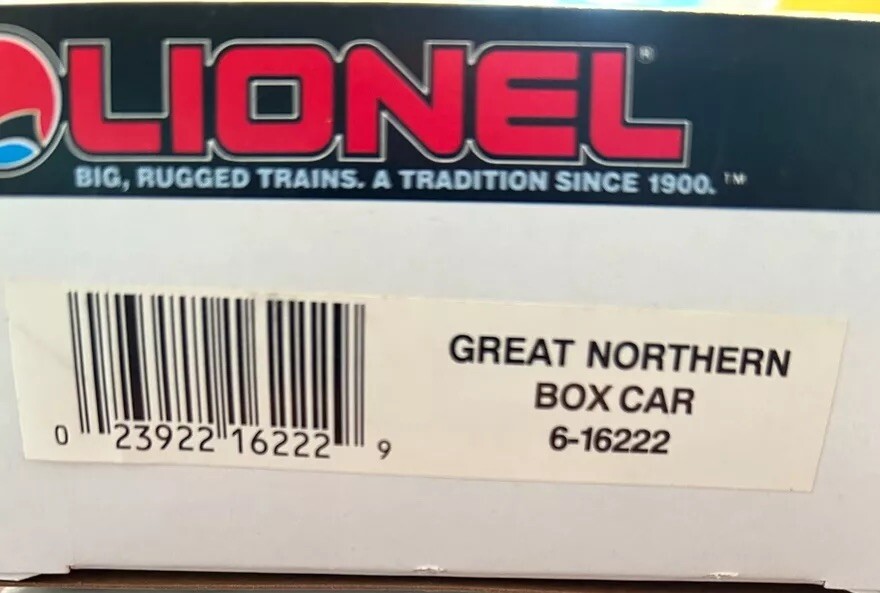 LIONEL®
BIG, RUGGED TRAINS. A TRADITION SINCE 1900.™
GREAT NORTHERN
BOX CAR
6-16222
0 23922 16222 9